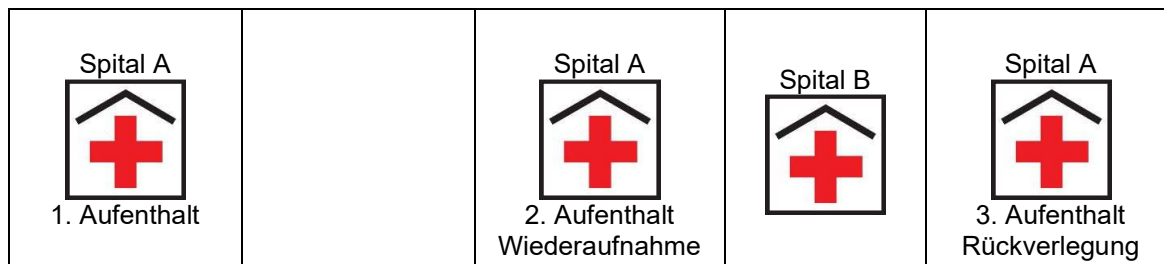 Spital A
1. Aufenthalt
Spital A
2. Aufenthalt
Wiederaufnahme
Spital B
Spital A
3. Aufenthalt
Rückverlegung